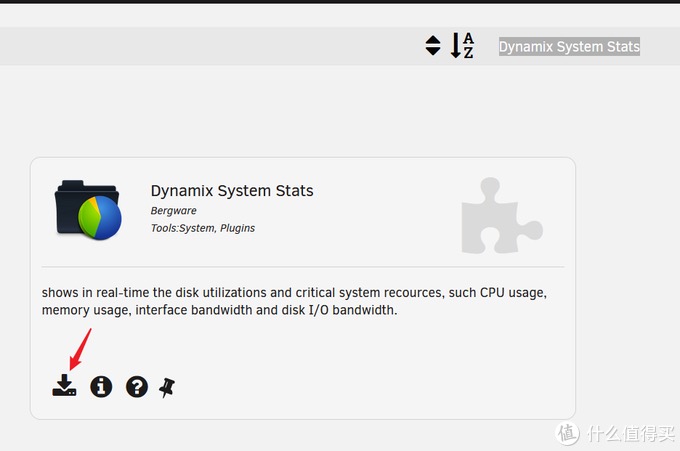 Dynamix System Stats
Dynamix System Stats
Bergware
Tools:System, Plugins
shows in real-time the disk utilizations and critical system recources, such CPU usage,
memory usage, interface bandwidth and disk I/O bandwidth.
值 什么值得买